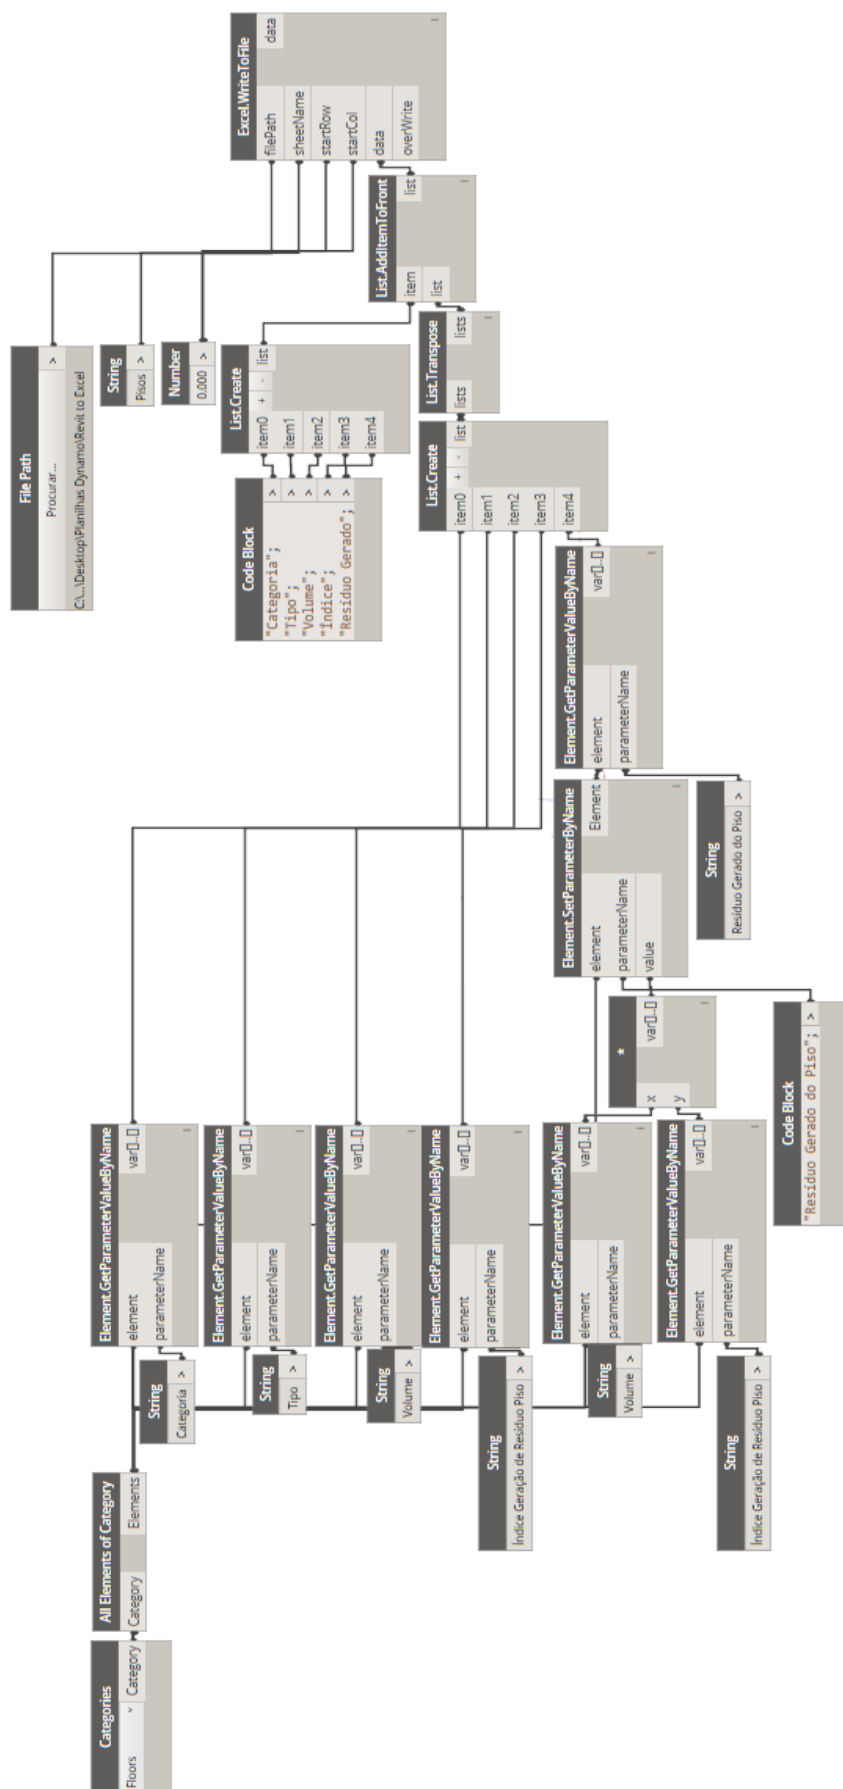 Categories
Floors ˅ Category
All Elements of Category
Category Elements
Element.GetParameterValueByName
element var[]..[]
parameterName
String
Categoria >
Element.GetParameterValueByName
element var[]..[]
parameterName
String
Tipo >
Element.GetParameterValueByName
element var[]..[]
parameterName
String
Volume >
Element.GetParameterValueByName
element var[]..[]
parameterName
String
Índice Geração de Resíduo Piso >
Element.GetParameterValueByName
element var[]..[]
parameterName
String
Volume >
Element.GetParameterValueByName
element var[]..[]
parameterName
String
Índice Geração de Resíduo Piso >
*
x var[]..[]
y
Code Block
"Resíduo Gerado do Piso"; >
Element.SetParameterByName
element Element
parameterName
value
String
Resíduo Gerado do Piso >
Element.GetParameterValueByName
element var[]..[]
parameterName
File Path
Procurar... >
C:\...\Desktop\Planilhas Dynamo\Revit to Excel
String
Pisos >
Number
0.000 >
Code Block
"Categoria"; >
"Tipo"; >
"Volume"; >
"Índice"; >
"Resíduo Gerado"; >
List.Create
item0 + - list
item1
item2
item3
item4
List.Create
item0 + - list
item1
item2
item3
item4
List.Transpose
lists lists
List.AddItemToFront
item list
list
Excel.WriteToFile
filePath data
sheetName
startRow
startCol
data
overWrite